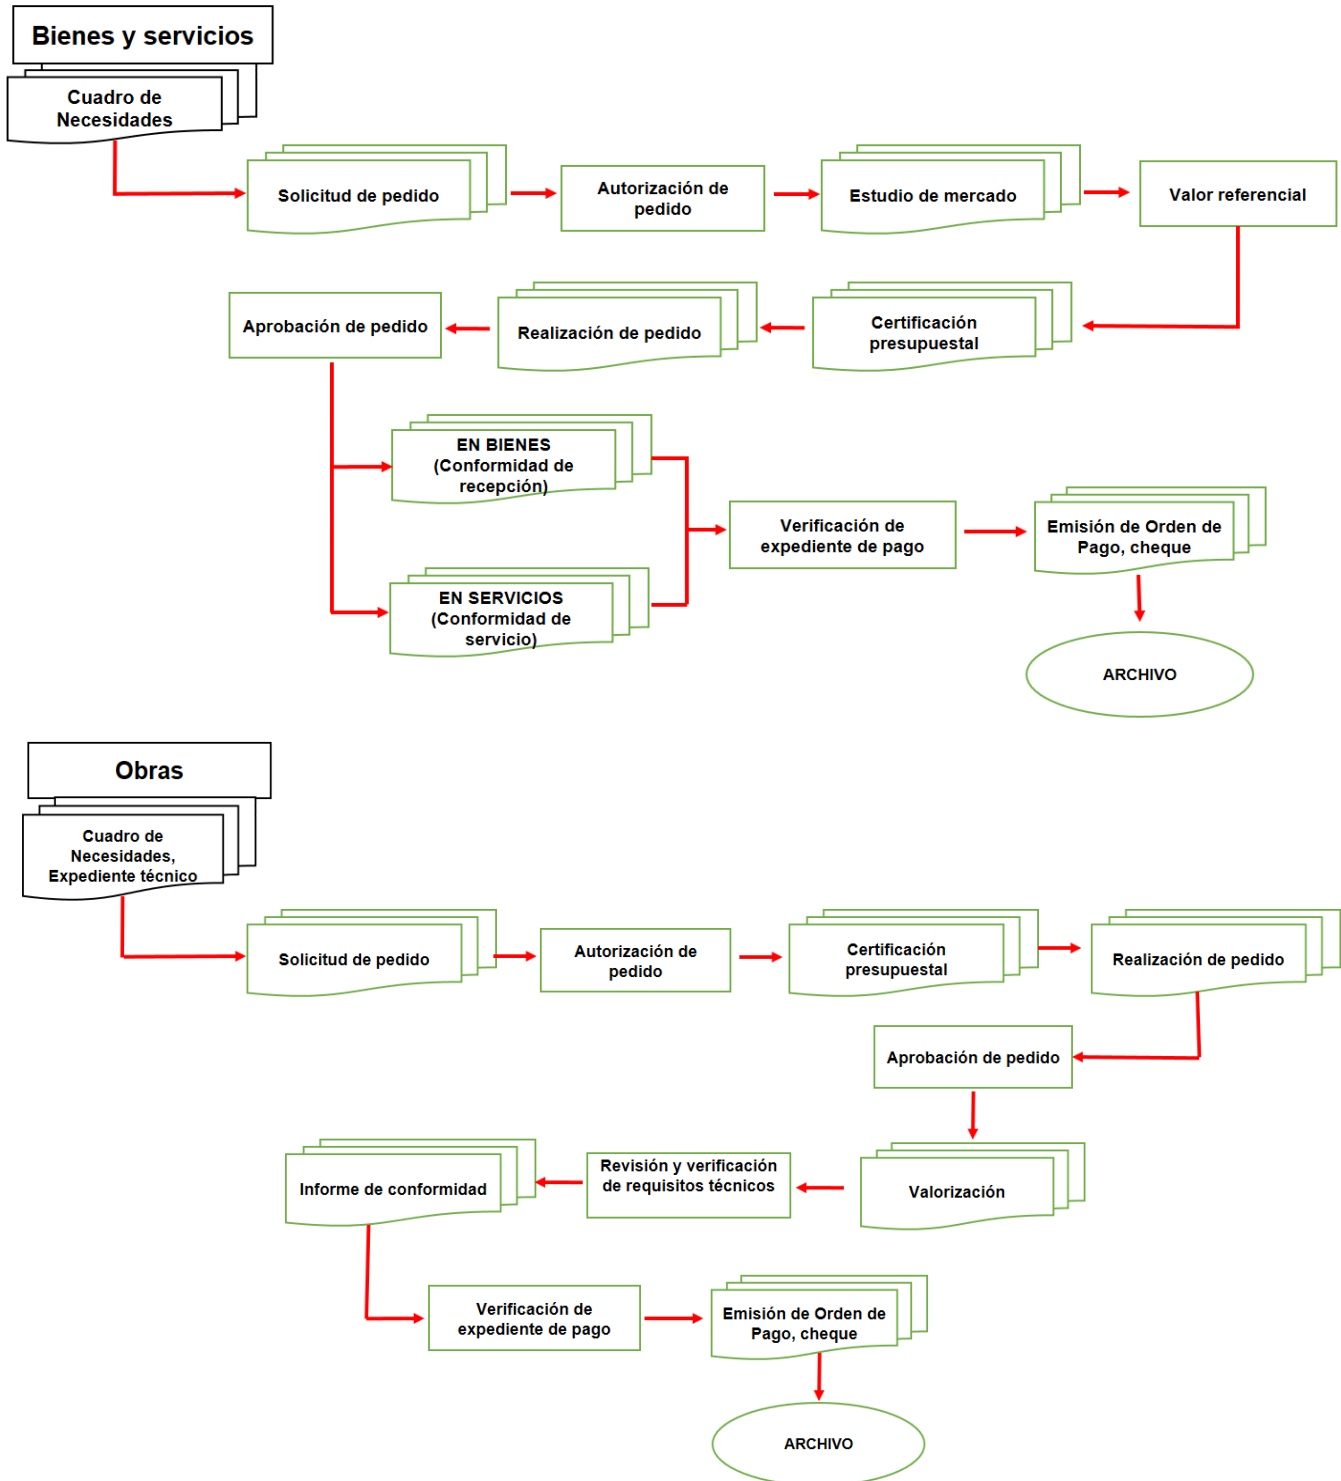 Bienes y servicios
Cuadro de
Necesidades
Solicitud de pedido
Autorización de
pedido
Estudio de mercado
Valor referencial
Certificación
presupuestal
Realización de pedido
Aprobación de pedido
EN BIENES
(Conformidad de
recepción)
EN SERVICIOS
(Conformidad de
servicio)
Verificación de
expediente de pago
Emisión de Orden de
Pago, cheque
ARCHIVO
Obras
Cuadro de
Necesidades,
Expediente técnico
Solicitud de pedido
Autorización de
pedido
Certificación
presupuestal
Realización de pedido
Aprobación de pedido
Valorización
Revisión y verificación
de requisitos técnicos
Informe de conformidad
Verificación de
expediente de pago
Emisión de Orden de
Pago, cheque
ARCHIVO